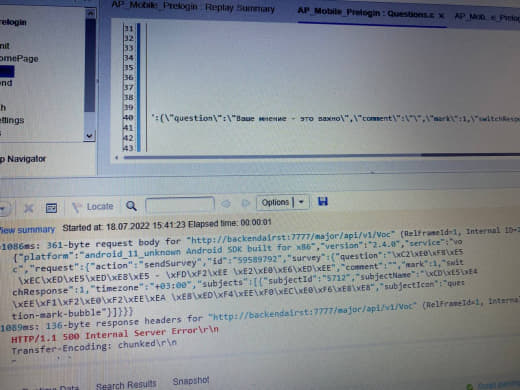 AP_Mobile_Prelogin : Replay Summary
AP_Mobile_Prelogin : Questions.c
relogin
nit
omePage
end
ettings
p Navigator
31
32
33
34
35
36
37
38
39
40 ":{\"question\":\"Ваше мнение - это важно\",\"comment\":\"\",\"mark\":1,\"switchRespo
41
42
43
Locate
Options
View summary Started at: 18.07.2022 15:41:23 Elapsed time: 00:00:01
1086ms: 361-byte request body for "http://backendairst:7777/major/api/v1/Voc" (RelFrameId=1, Internal ID=
{"platform":"android_11_unknown Android SDK built for x86","version":"2.4.0","service":"vo
c","request":{"action":"sendSurvey","id":"59589792","survey":{"question":"\xC2\xE0\xF8\xE5
\xEC\xED\xE5\xED\xE8\xE5 - \xFD\xF2\xEE \xE2\xE0\xE6\xED\xEE","comment":"","mark":1,"swit
chResponse":1,"timezone":"+03:00","subjects":[{"subjectId":"5712","subjectName":"\xCD\xE5\xE4
\xEE\xF1\xF2\xE0\xF2\xEE\xEA \xE8\xED\xF4\xEE\xF0\xEC\xE0\xF6\xE8\xE8","subjectIcon":"ques
tion-mark-bubble"}]}}}
1089ms: 136-byte response headers for "http://backendairst:7777/major/api/v1/Voc" (RelFrameId=1, Internal
HTTP/1.1 500 Internal Server Error\r\n
Transfer-Encoding: chunked\r\n
Search Results
Snapshot